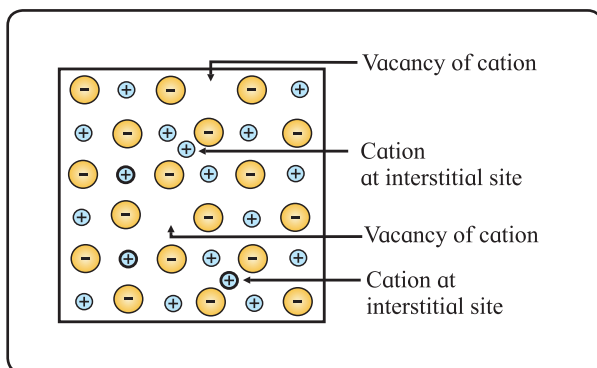 Vacancy of cation
Cation
at interstitial site
Vacancy of cation
Cation at
interstitial site
- + - - +
+ - + - + -
+
- + - + - +
+ - - + -
- + - + - +
+
+ - + - + -